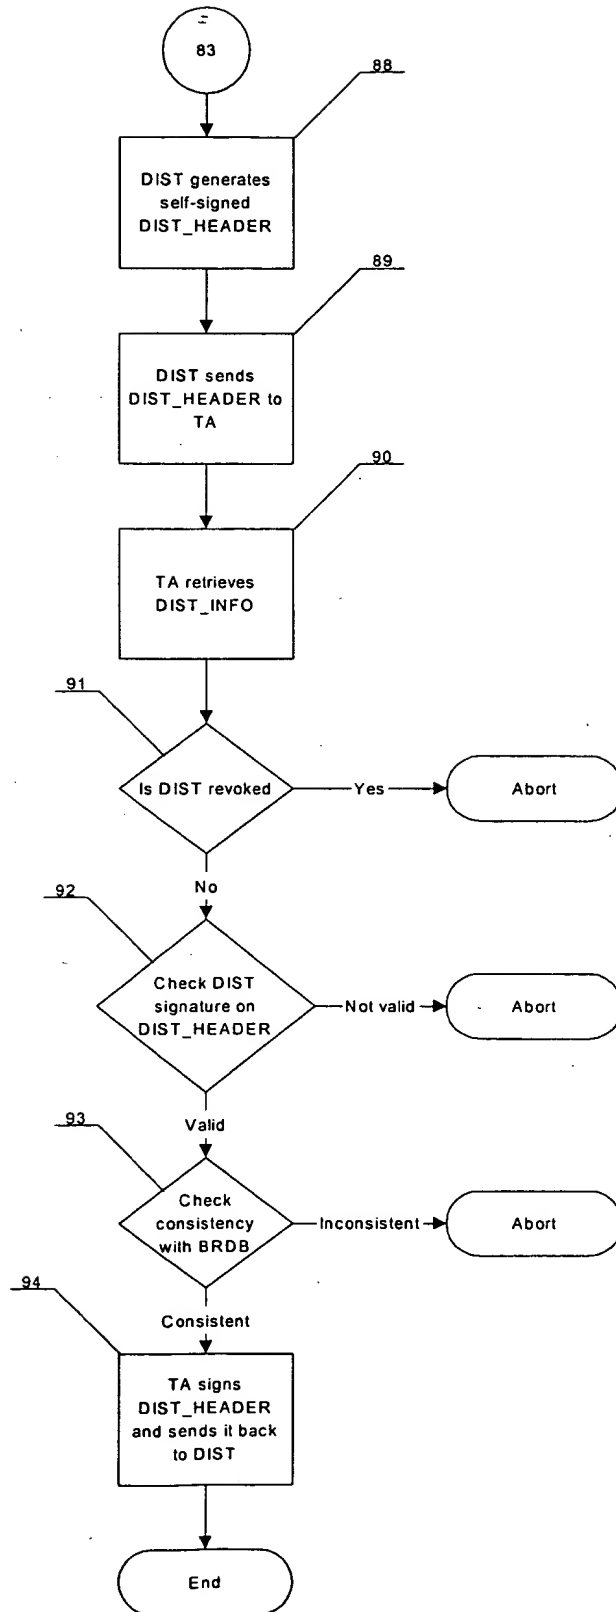 83
88
DIST generates
self-signed
DIST_HEADER
89
DIST sends
DIST_HEADER to
TA
90
TA retrieves
DIST_INFO
91
Is DIST revoked
Yes
Abort
No
92
Check DIST
signature on
DIST_HEADER
Not valid
Abort
Valid
93
Check
consistency
with BRDB
Inconsistent
Abort
94
Consistent
TA signs
DIST_HEADER
and sends it back
to DIST
End